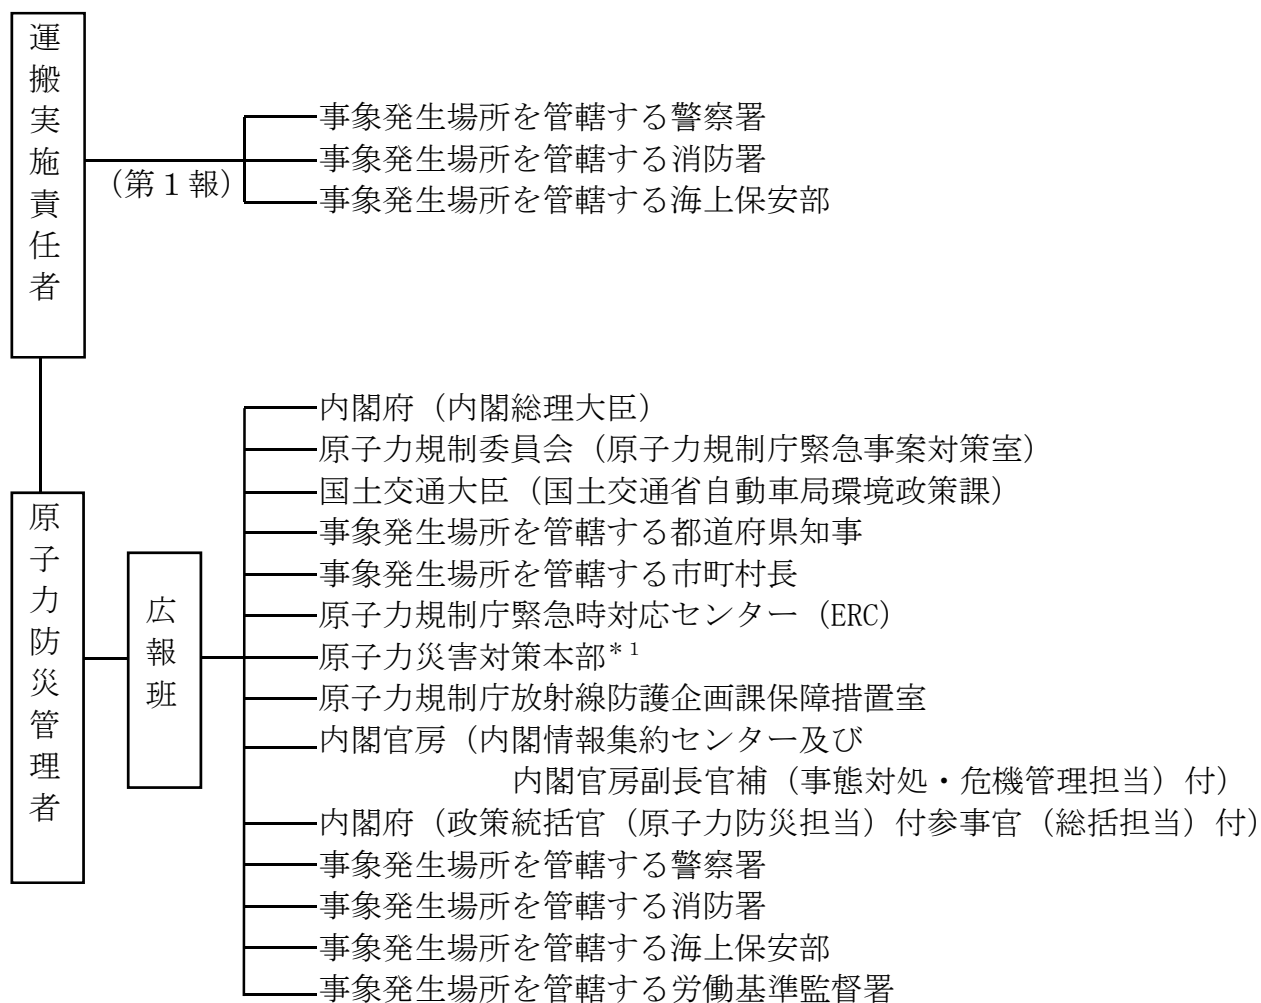 運搬実施責任者
事象発生場所を管轄する警察署
事象発生場所を管轄する消防署
（第１報）
事象発生場所を管轄する海上保安部
原子力防災管理者
広報班
内閣府（内閣総理大臣）
原子力規制委員会（原子力規制庁緊急事案対策室）
国土交通大臣（国土交通省自動車局環境政策課）
事象発生場所を管轄する都道府県知事
事象発生場所を管轄する市町村長
原子力規制庁緊急時対応センター（ERC）
原子力災害対策本部＊１
原子力規制庁放射線防護企画課保障措置室
内閣官房（内閣情報集約センター及び
内閣官房副長官補（事態対処・危機管理担当）付）
内閣府（政策統括官（原子力防災担当）付参事官（総括担当）付）
事象発生場所を管轄する警察署
事象発生場所を管轄する消防署
事象発生場所を管轄する海上保安部
事象発生場所を管轄する労働基準監督署